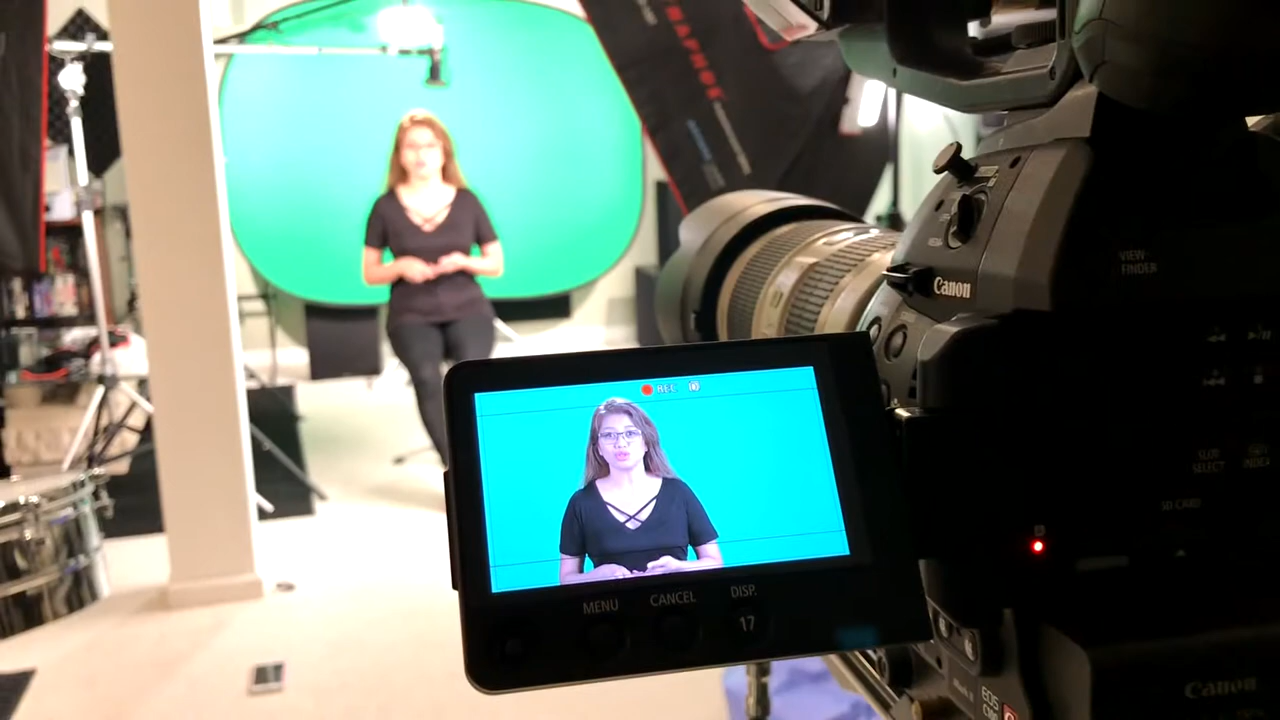 REC
MENU
CANCEL
DISP.
17
Canon
VIEW
FINDER
SLOT
SELECT
INDEX
SD CARD
Canon
EOS